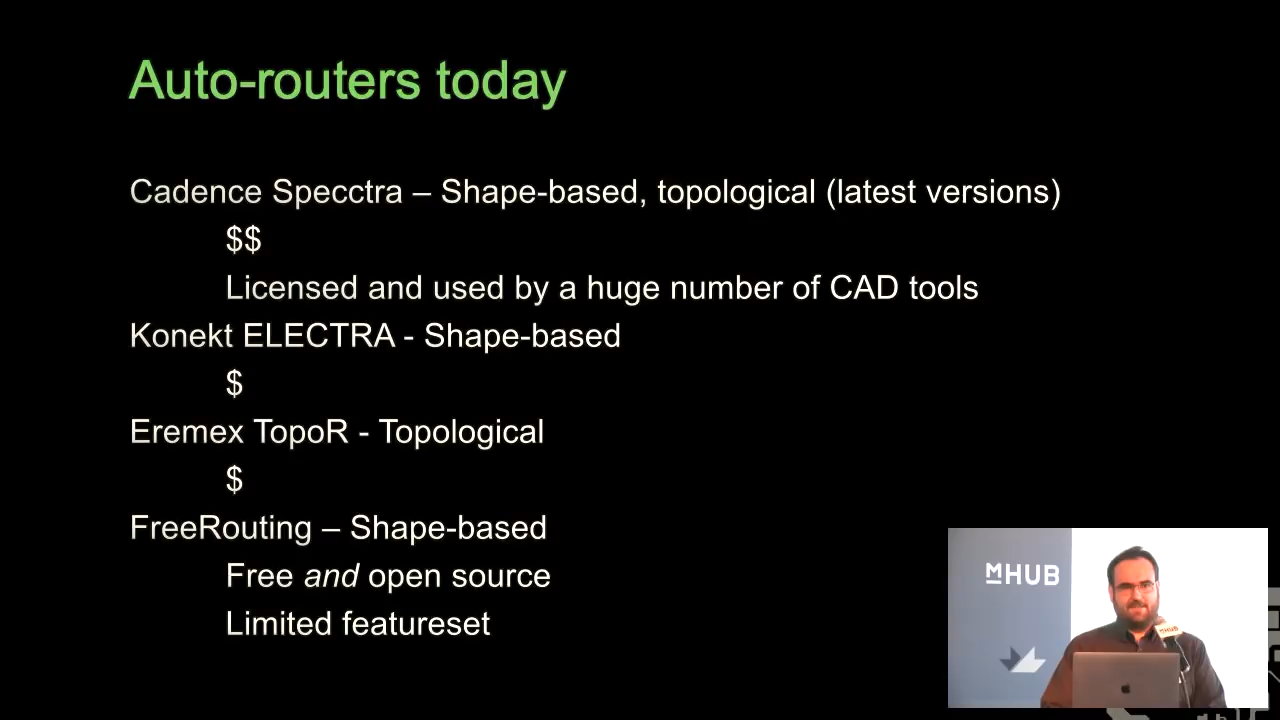 Auto-routers today
Cadence Specctra – Shape-based, topological (latest versions)
$$
Licensed and used by a huge number of CAD tools
Konekt ELECTRA - Shape-based
$
Eremex TopoR - Topological
$
FreeRouting – Shape-based
Free and open source
Limited featureset
MHUB
MHUB